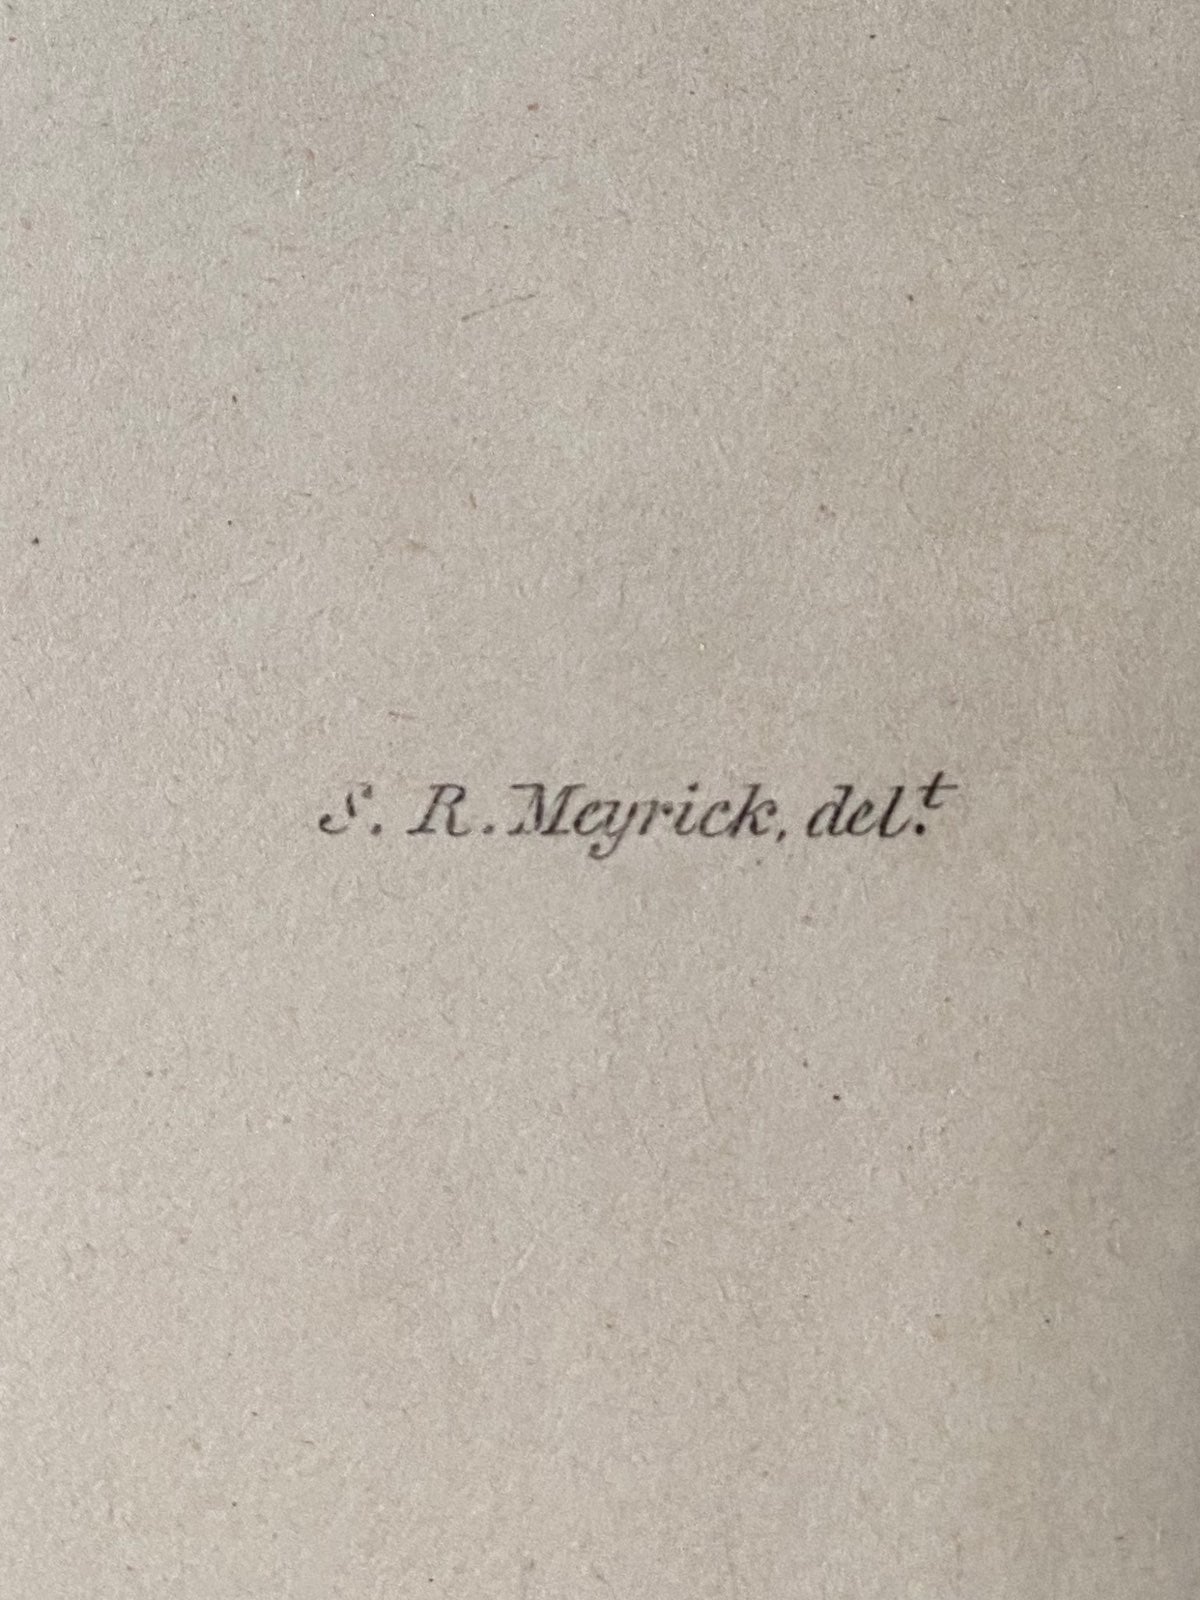 S. R. Meyrick, del.t